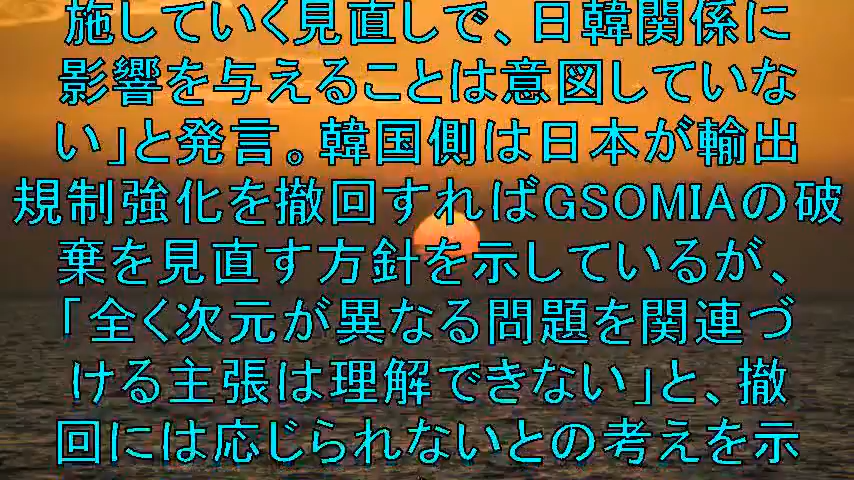 施していく見直しで、日韓関係に
影響を与えることは意図していな
い」と発言。韓国側は日本が輸出
規制強化を撤回すればGSOMIAの破
棄を見直す方針を示しているが、
「全く次元が異なる問題を関連づ
ける主張は理解できない」と、撤
回には応じられないとの考えを示